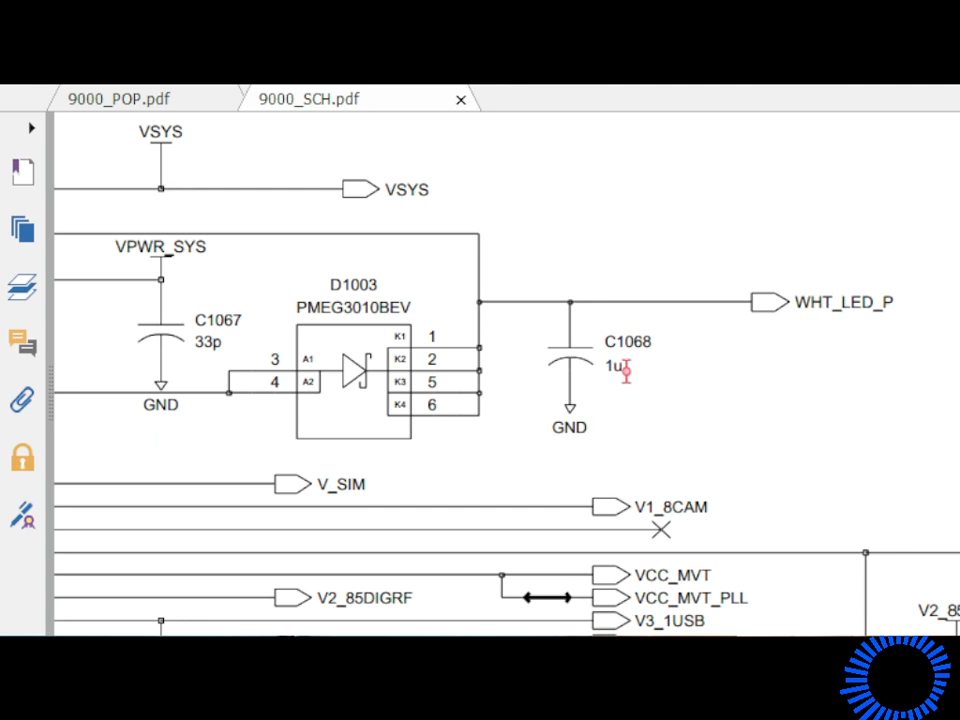 9000_POP.pdf
9000_SCH.pdf
VSYS
VSYS
VPWR_SYS
C1067
33p
GND
D1003
PMEG3010BEV
3
4
A1
A2
K1
K2
K3
K4
1
2
5
6
WHT_LED_P
C1068
1u
GND
V_SIM
V1_8CAM
VCC_MVT
V2_85DIGRF
VCC_MVT_PLL
V3_1USB